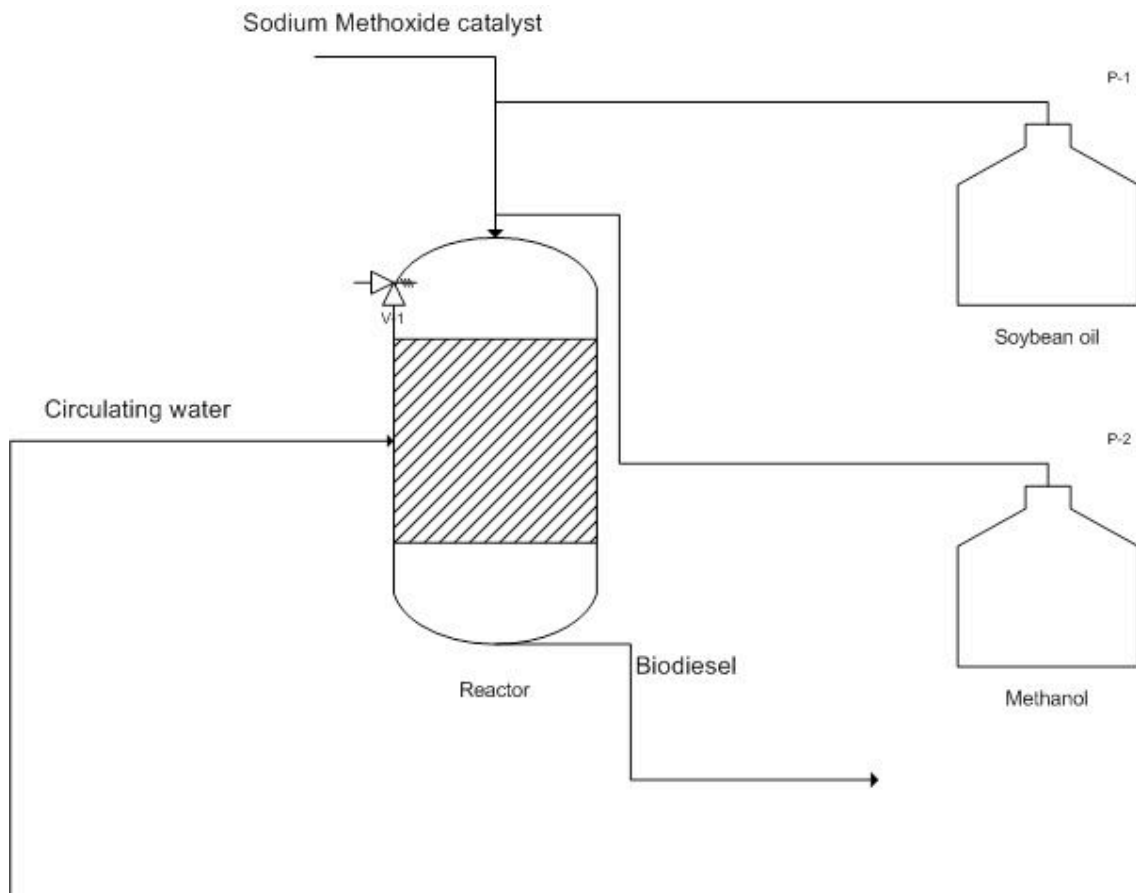 Sodium Methoxide catalyst
P-1
V-1
Soybean oil
Circulating water
P-2
Biodiesel
Reactor
Methanol